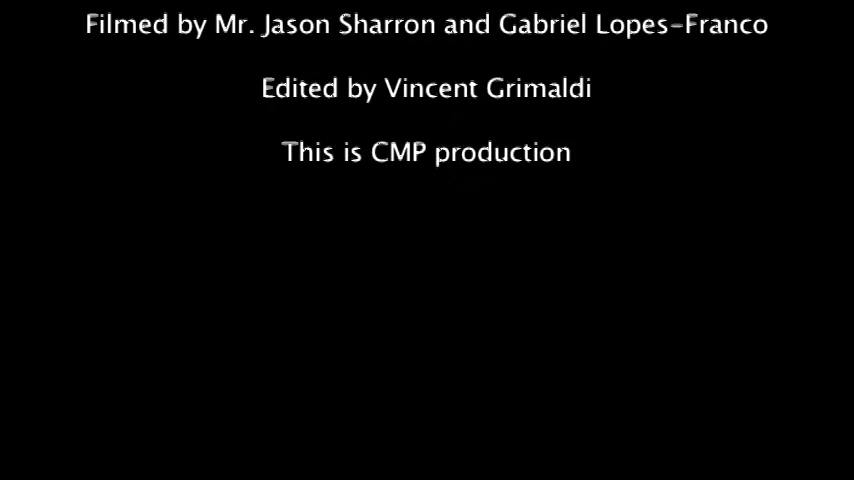 Filmed by Mr. Jason Sharron and Gabriel Lopes-Franco
Edited by Vincent Grimaldi
This is CMP production